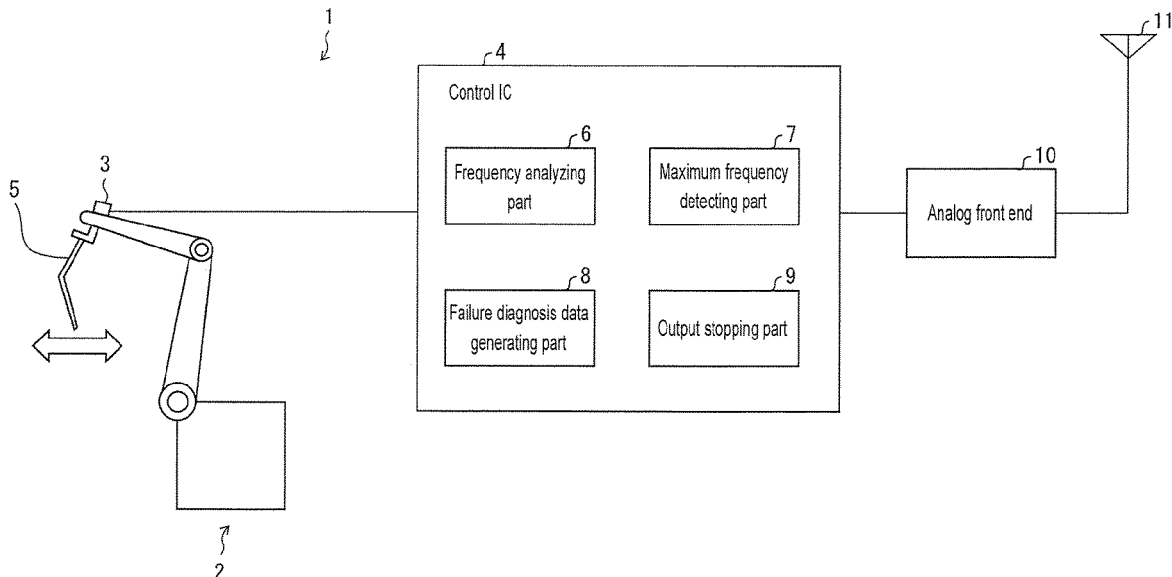 1
4
11
Control IC
6
7
3
Frequency analyzing
part
Maximum frequency
detecting part
10
5
Analog front end
8
9
Failure diagnosis data
generating part
Output stopping part
2